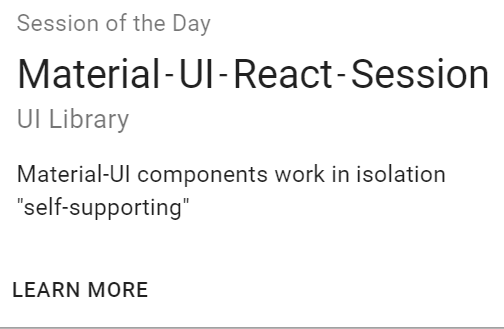 Session of the Day
Material-UI-React-Session
UI Library
Material-UI components work in isolation
"self-supporting"
LEARN MORE